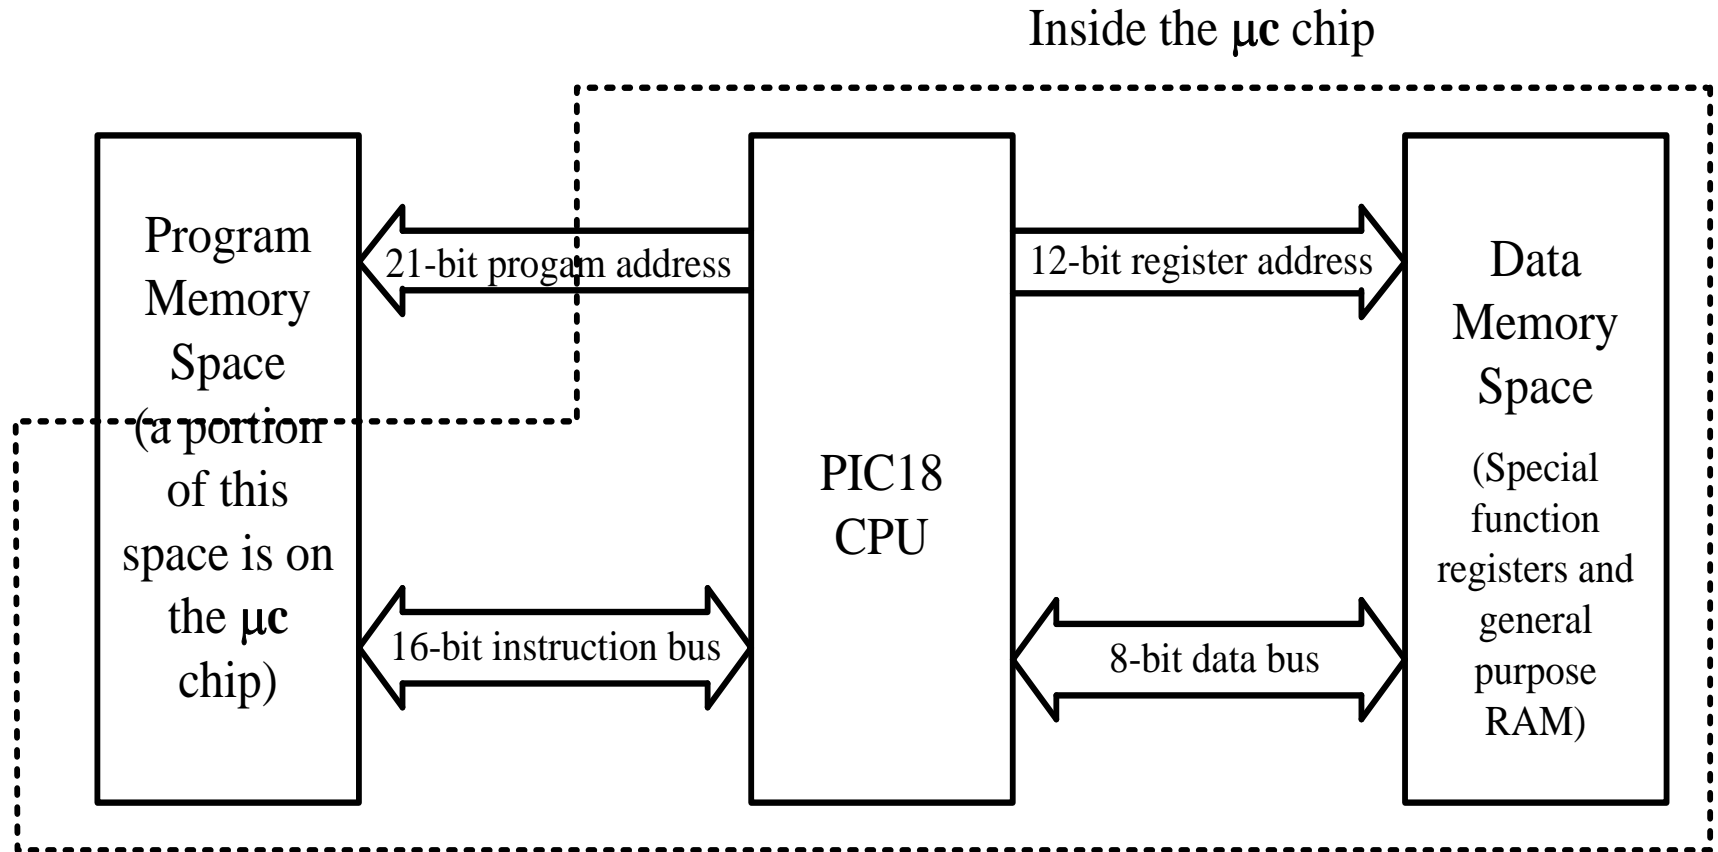 Inside the μc chip
Program
Memory
Space
(a portion
of this
space is on
the μc
chip)
21-bit progam address
16-bit instruction bus
PIC18
CPU
12-bit register address
8-bit data bus
Data
Memory
Space
(Special
function
registers and
general
purpose
RAM)